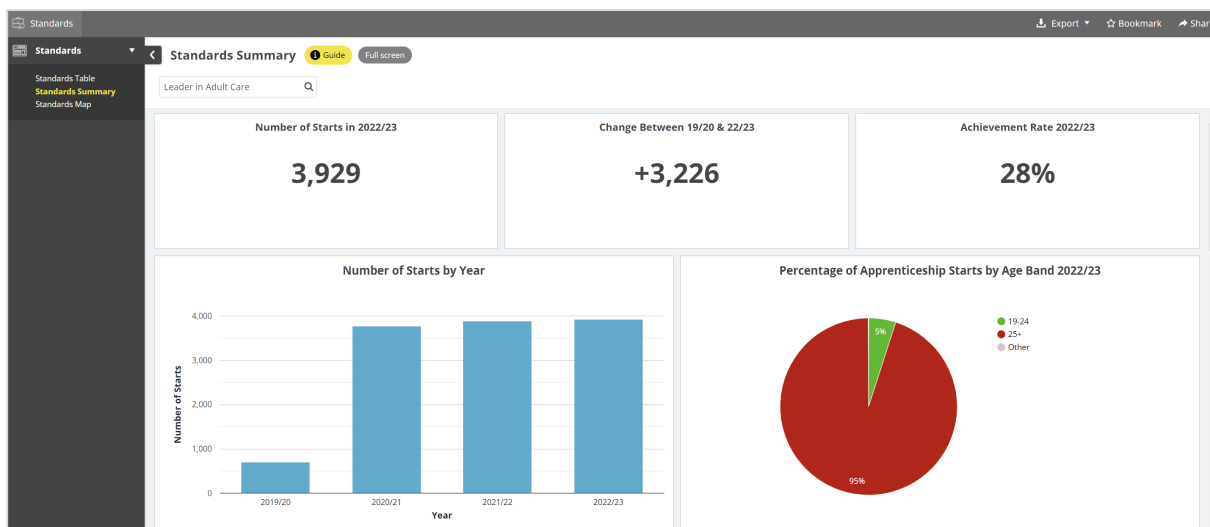 Standards
Export
Bookmark
Shar
Standards
Standards Table
Standards Summary
Standards Map
Standards Summary
Guide
Full screen
Leader in Adult Care
Number of Starts in 2022/23
3,929
Change Between 19/20 & 22/23
+3,226
Achievement Rate 2022/23
28%
Number of Starts by Year
4,000
3,000
2,000
1,000
0
Number of Starts
2019/20
2020/21
2021/22
2022/23
Year
Percentage of Apprenticeship Starts by Age Band 2022/23
5%
95%
19-24
25+
Other